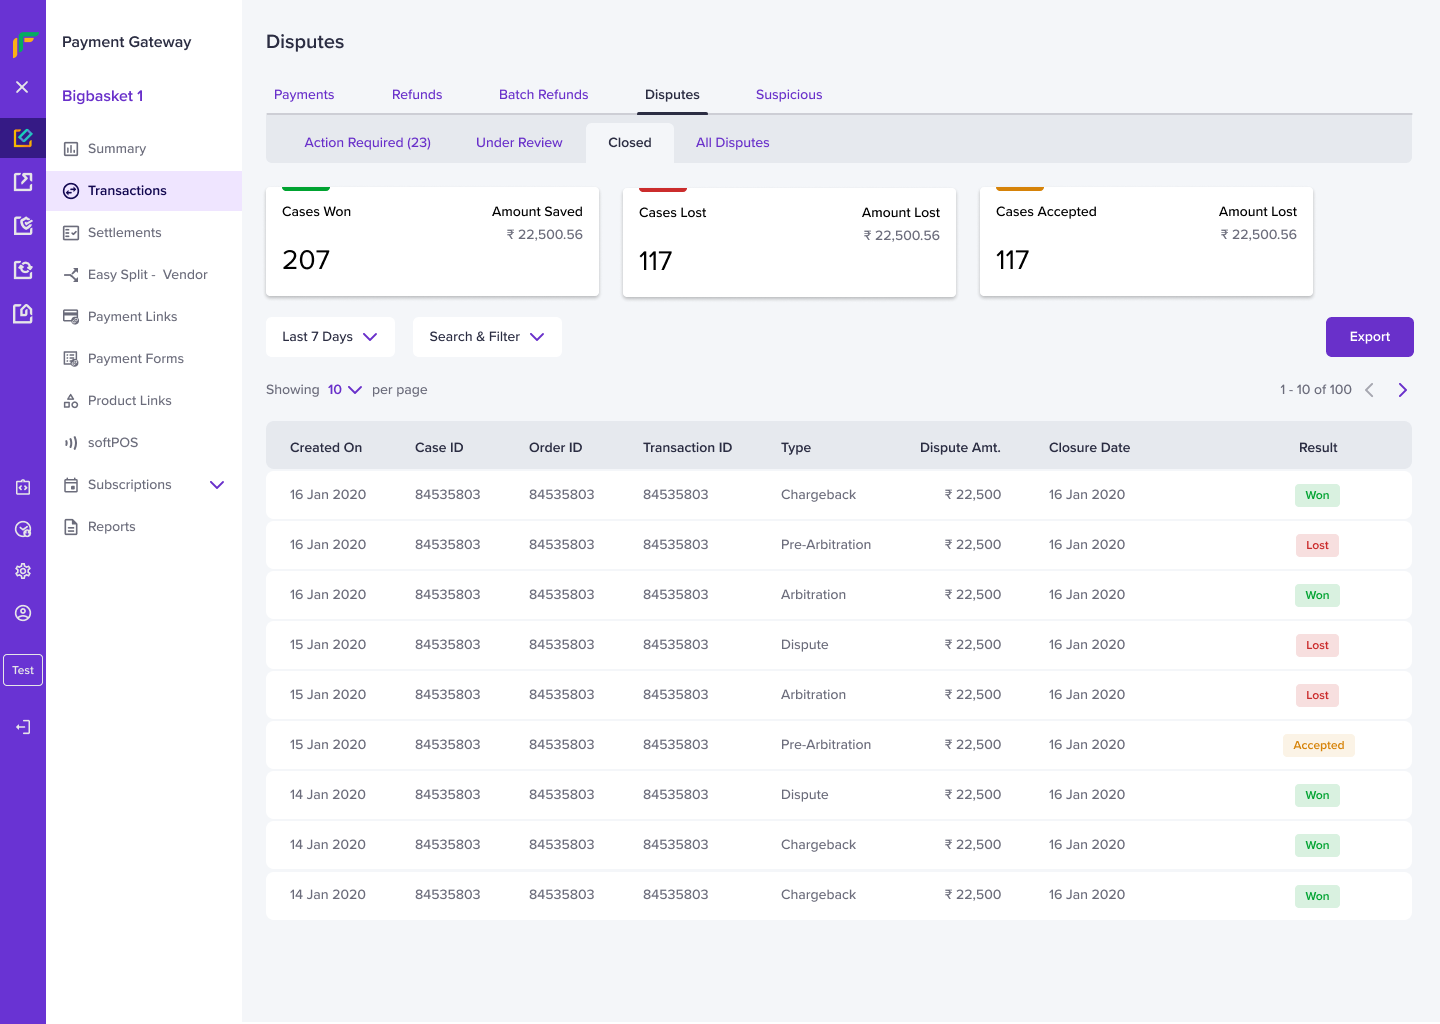 Payment Gateway
Bigbasket 1
Summary
Transactions
Settlements
Easy Split - Vendor
Payment Links
Payment Forms
Product Links
softPOS
Subscriptions
Reports
Test
Disputes
Payments Refunds Batch Refunds Disputes Suspicious
Action Required (23) Under Review Closed All Disputes
Cases Won Amount Saved
₹ 22,500.56
207
Cases Lost Amount Lost
₹ 22,500.56
117
Cases Accepted Amount Lost
₹ 22,500.56
117
Last 7 Days Search & Filter Export
Showing 10 per page 1 - 10 of 100
Created On Case ID Order ID Transaction ID Type Dispute Amt. Closure Date Result
16 Jan 2020 84535803 84535803 84535803 Chargeback ₹ 22,500 16 Jan 2020 Won
16 Jan 2020 84535803 84535803 84535803 Pre-Arbitration ₹ 22,500 16 Jan 2020 Lost
16 Jan 2020 84535803 84535803 84535803 Arbitration ₹ 22,500 16 Jan 2020 Won
15 Jan 2020 84535803 84535803 84535803 Dispute ₹ 22,500 16 Jan 2020 Lost
15 Jan 2020 84535803 84535803 84535803 Arbitration ₹ 22,500 16 Jan 2020 Lost
15 Jan 2020 84535803 84535803 84535803 Pre-Arbitration ₹ 22,500 16 Jan 2020 Accepted
14 Jan 2020 84535803 84535803 84535803 Dispute ₹ 22,500 16 Jan 2020 Won
14 Jan 2020 84535803 84535803 84535803 Chargeback ₹ 22,500 16 Jan 2020 Won
14 Jan 2020 84535803 84535803 84535803 Chargeback ₹ 22,500 16 Jan 2020 Won